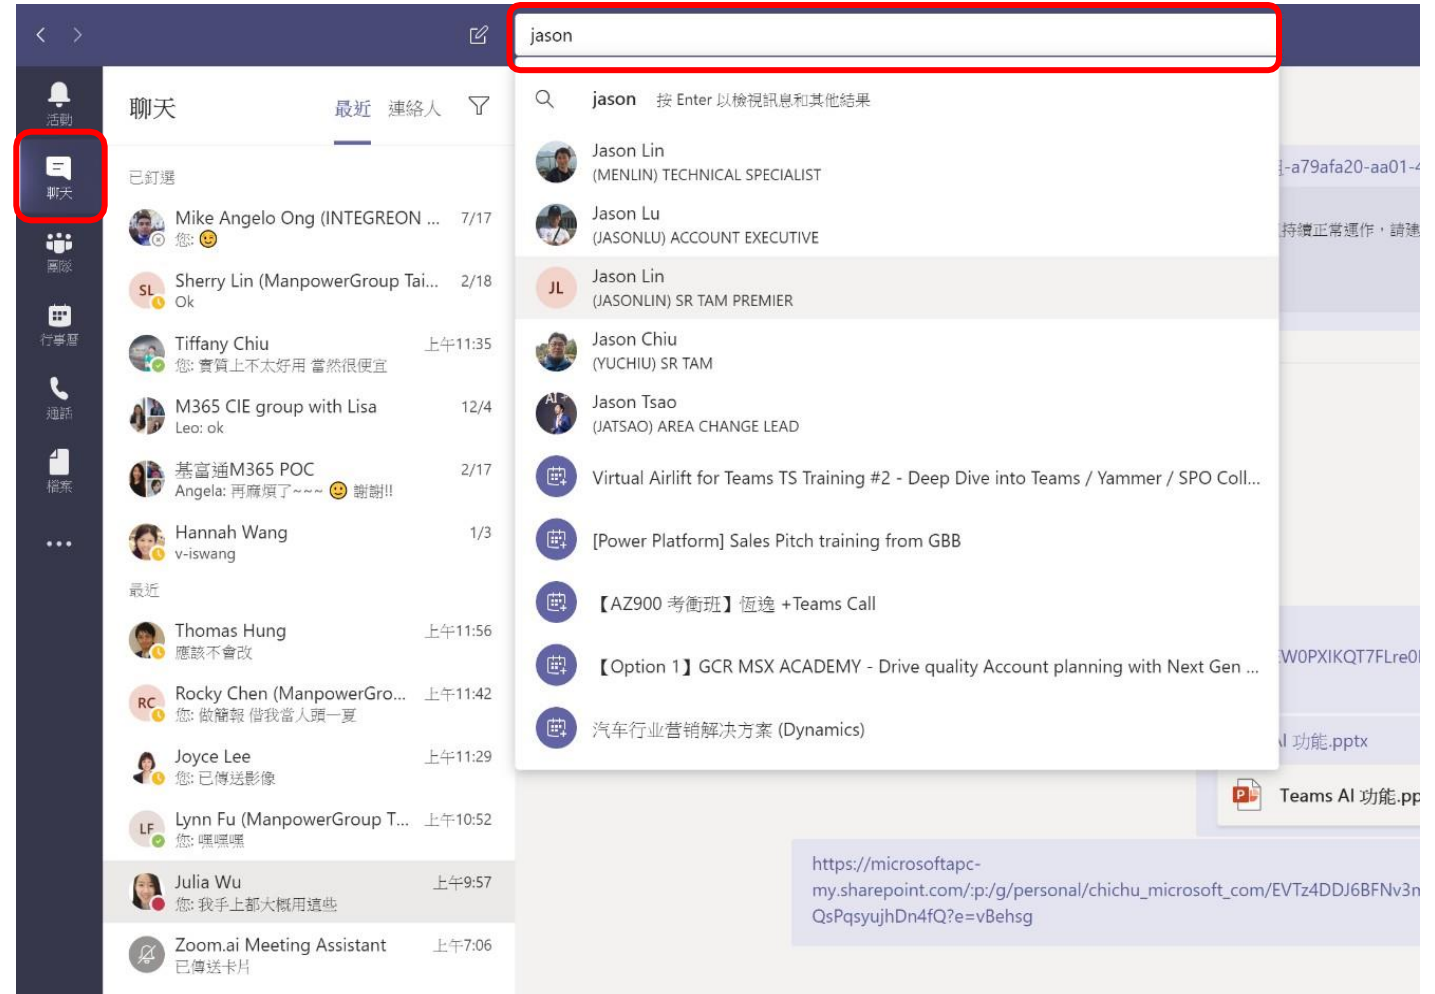 jason
活動
聊天
團隊
行事曆
通話
檔案
聊天
最近 連絡人
已釘選
Mike Angelo Ong (INTEGREON ... 7/17
您: 😉
SL
Sherry Lin (ManpowerGroup Tai... 2/18
Ok
Tiffany Chiu 上午11:35
您: 實質上不太好用 當然很便宜
M365 CIE group with Lisa 12/4
Leo: ok
基富通M365 POC 2/17
Angela: 再麻煩了~~~ 🙂 謝謝!!
Hannah Wang 1/3
v-iswang
最近
Thomas Hung 上午11:56
應該不會改
RC
Rocky Chen (ManpowerGro... 上午11:42
您: 做簡報 借我當人頭一夏
Joyce Lee 上午11:29
您: 已傳送影像
LF
Lynn Fu (ManpowerGroup T... 上午10:52
您: 嘿嘿嘿
Julia Wu 上午9:57
您: 我手上都大概用這些
Zoom.ai Meeting Assistant 上午7:06
已傳送卡片
jason 按 Enter 以檢視訊息和其他結果
Jason Lin
(MENLIN) TECHNICAL SPECIALIST
Jason Lu
(JASONLU) ACCOUNT EXECUTIVE
JL
Jason Lin
(JASONLIN) SR TAM PREMIER
Jason Chiu
(YUCHIU) SR TAM
Jason Tsao
(JATSAO) AREA CHANGE LEAD
Virtual Airlift for Teams TS Training #2 - Deep Dive into Teams / Yammer / SPO Coll...
[Power Platform] Sales Pitch training from GBB
【AZ900 考衝班】恆逸 +Teams Call
【Option 1】GCR MSX ACADEMY - Drive quality Account planning with Next Gen ...
汽车行业营销解决方案 (Dynamics)
-a79afa20-aa01-4
持續正常運作，請建
W0PXIKQT7FLre0
AI 功能.pptx
Teams AI 功能.pp
https://microsoftapc-
my.sharepoint.com/:p:/g/personal/chichu_microsoft_com/EVTz4DDJ6BFNv3m
QsPqsyujhDn4fQ?e=vBehsg